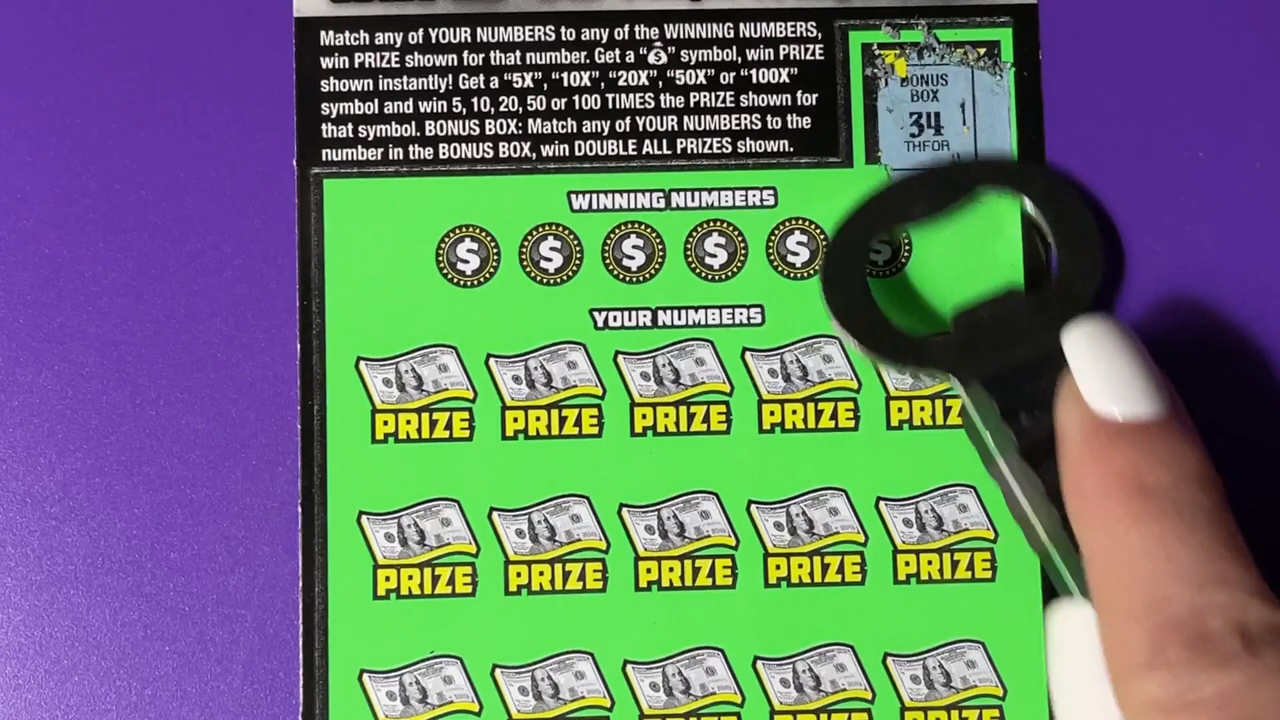 Match any of YOUR NUMBERS to any of the WINNING NUMBERS,
win PRIZE shown for that number. Get a "💰" symbol, win PRIZE
shown instantly! Get a "5X", "10X", "20X", "50X" or "100X"
symbol and win 5, 10, 20, 50 or 100 TIMES the PRIZE shown for
that symbol. BONUS BOX: Match any of YOUR NUMBERS to the
number in the BONUS BOX, win DOUBLE ALL PRIZES shown.
BONUS
BOX
34
THFOR
WINNING NUMBERS
$ $ $ $ $ $
YOUR NUMBERS
PRIZE PRIZE PRIZE PRIZE PRIZ
PRIZE PRIZE PRIZE PRIZE PRIZE
PRIZE PRIZE PRIZE